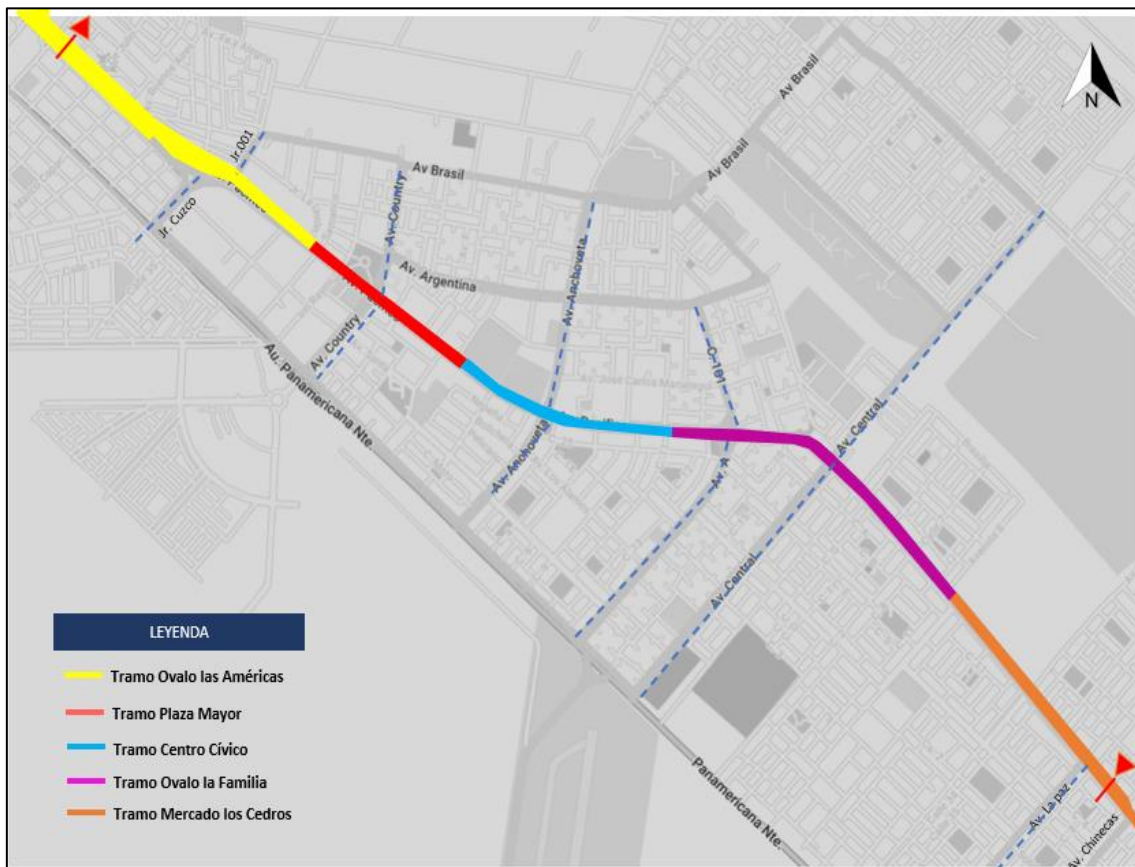 N
Av Brasil
Jr.001
Av Brasil
Av Brasil
Jr. Cuzco
Av. Country
Av. Argentina
Av. Anchoveta
Av. Country
Au. Panamericana Nte.
C-101
Av. Anchoveta
Av. A
Av. Central
Av. Central
LEYENDA
Tramo Ovalo las Américas
Tramo Plaza Mayor
Tramo Centro Cívico
Tramo Ovalo la Familia
Tramo Mercado los Cedros
Panamericana Nte.
Av. La paz
Av. Chinecas